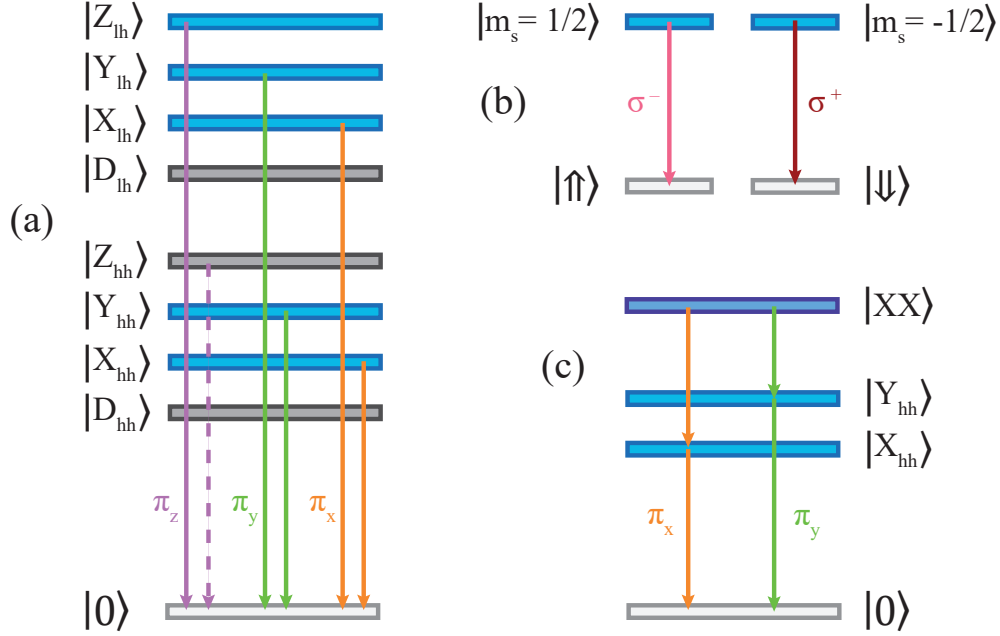 (a)
|Z_lh⟩
|Y_lh⟩
|X_lh⟩
|D_lh⟩
|Z_hh⟩
|Y_hh⟩
|X_hh⟩
|D_hh⟩
π_z
π_y
π_x
|0⟩
(b)
|m_s = 1/2⟩
|m_s = -1/2⟩
σ⁻
σ⁺
|⇑⟩
|⇓⟩
(c)
|XX⟩
|Y_hh⟩
|X_hh⟩
π_x
π_y
|0⟩